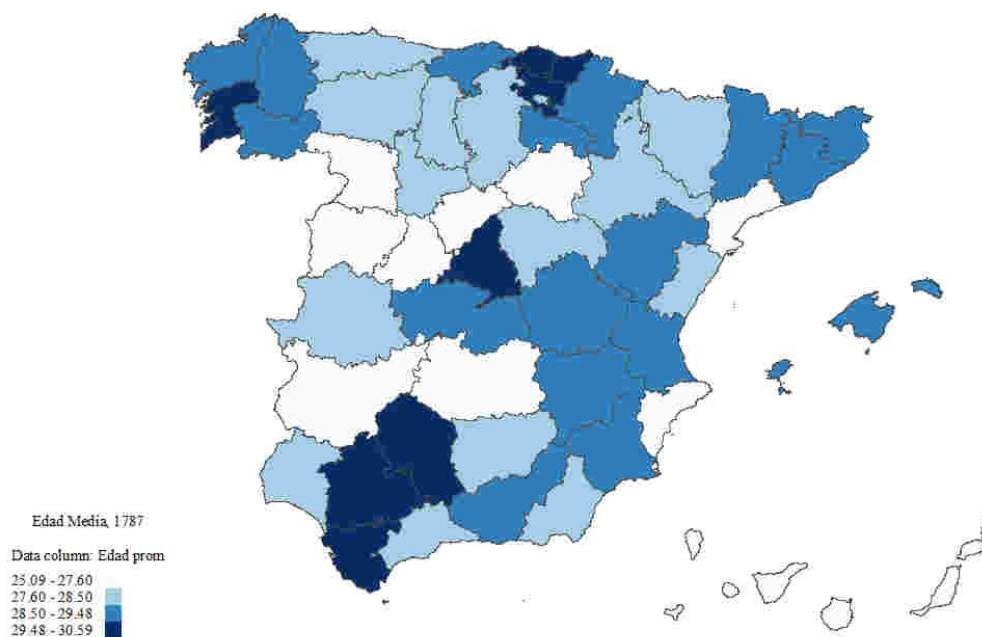 Edad Media, 1787
Data column: Edad prom
25.09 - 27.60
27.60 - 28.50
28.50 - 29.48
29.48 - 30.59